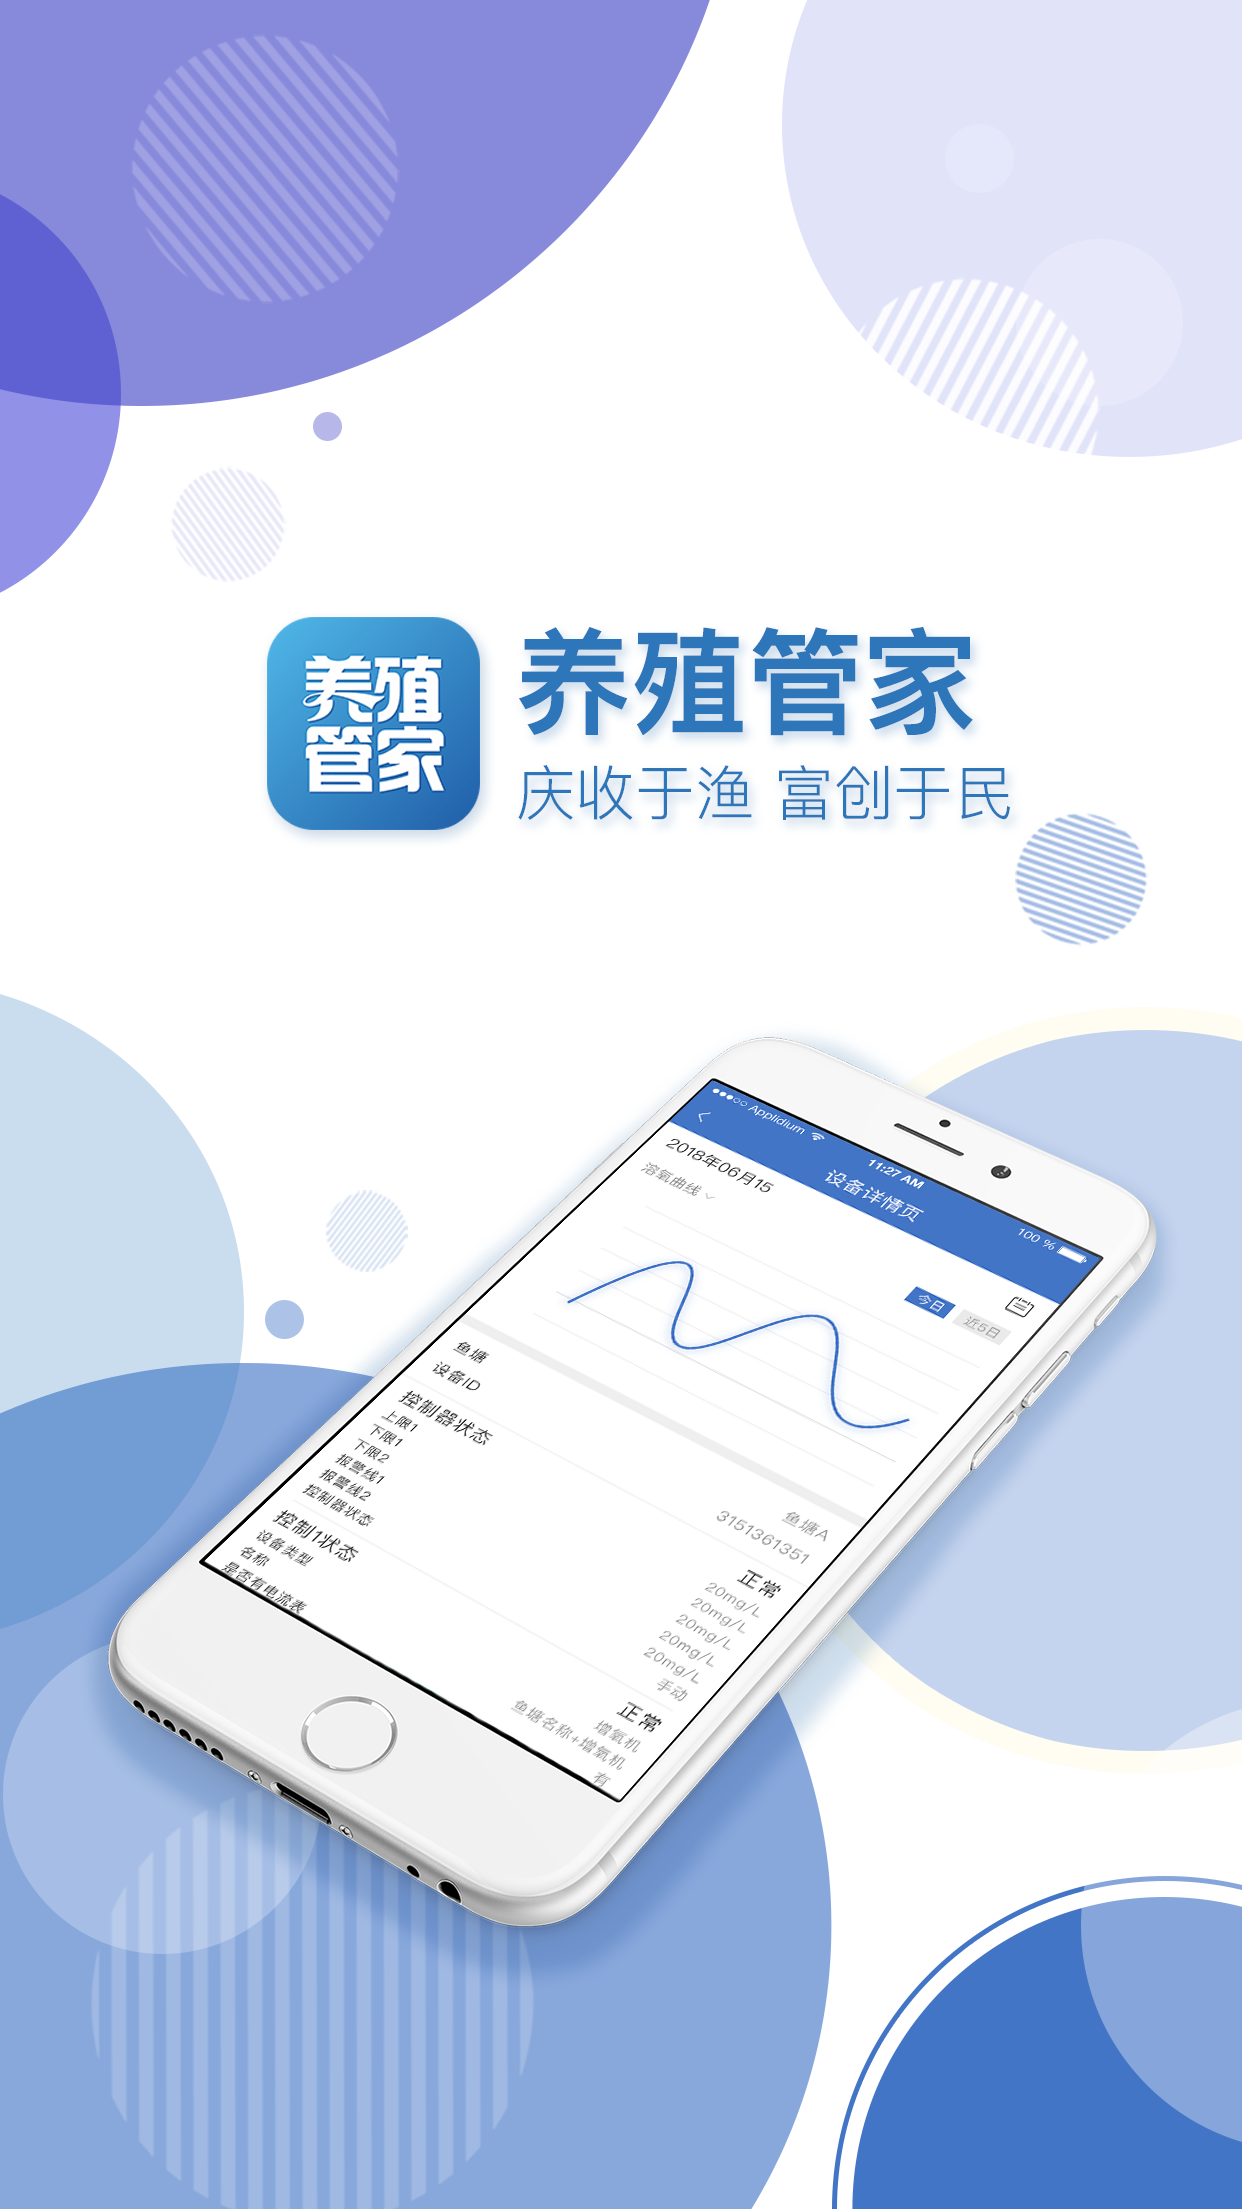 养殖
管家
养殖管家
庆收于渔 富创于民
Applidium
11:27 AM
100 %
设备详情页
2018年06月15
溶氧曲线
今日
近5日
鱼塘
鱼塘A
设备ID
3151361351
控制器状态
正常
上限1
20mg/L
下限1
20mg/L
下限2
20mg/L
报警线1
20mg/L
报警线2
20mg/L
控制器状态
手动
控制1状态
正常
设备类型
增氧机
名称
鱼塘名称+增氧机
是否有电流表
有